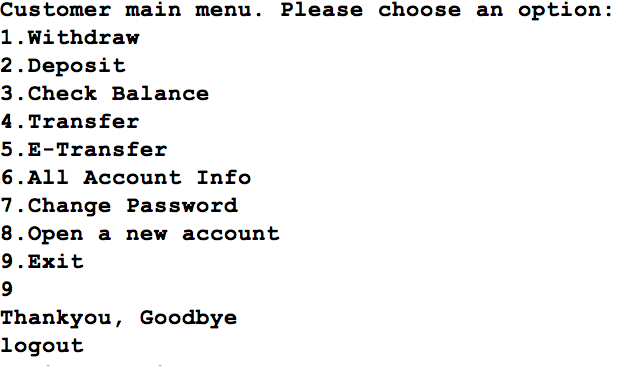 Customer main menu. Please choose an option:
1.Withdraw
2.Deposit
3.Check Balance
4.Transfer
5.E-Transfer
6.All Account Info
7.Change Password
8.Open a new account
9.Exit
9
Thankyou, Goodbye
logout